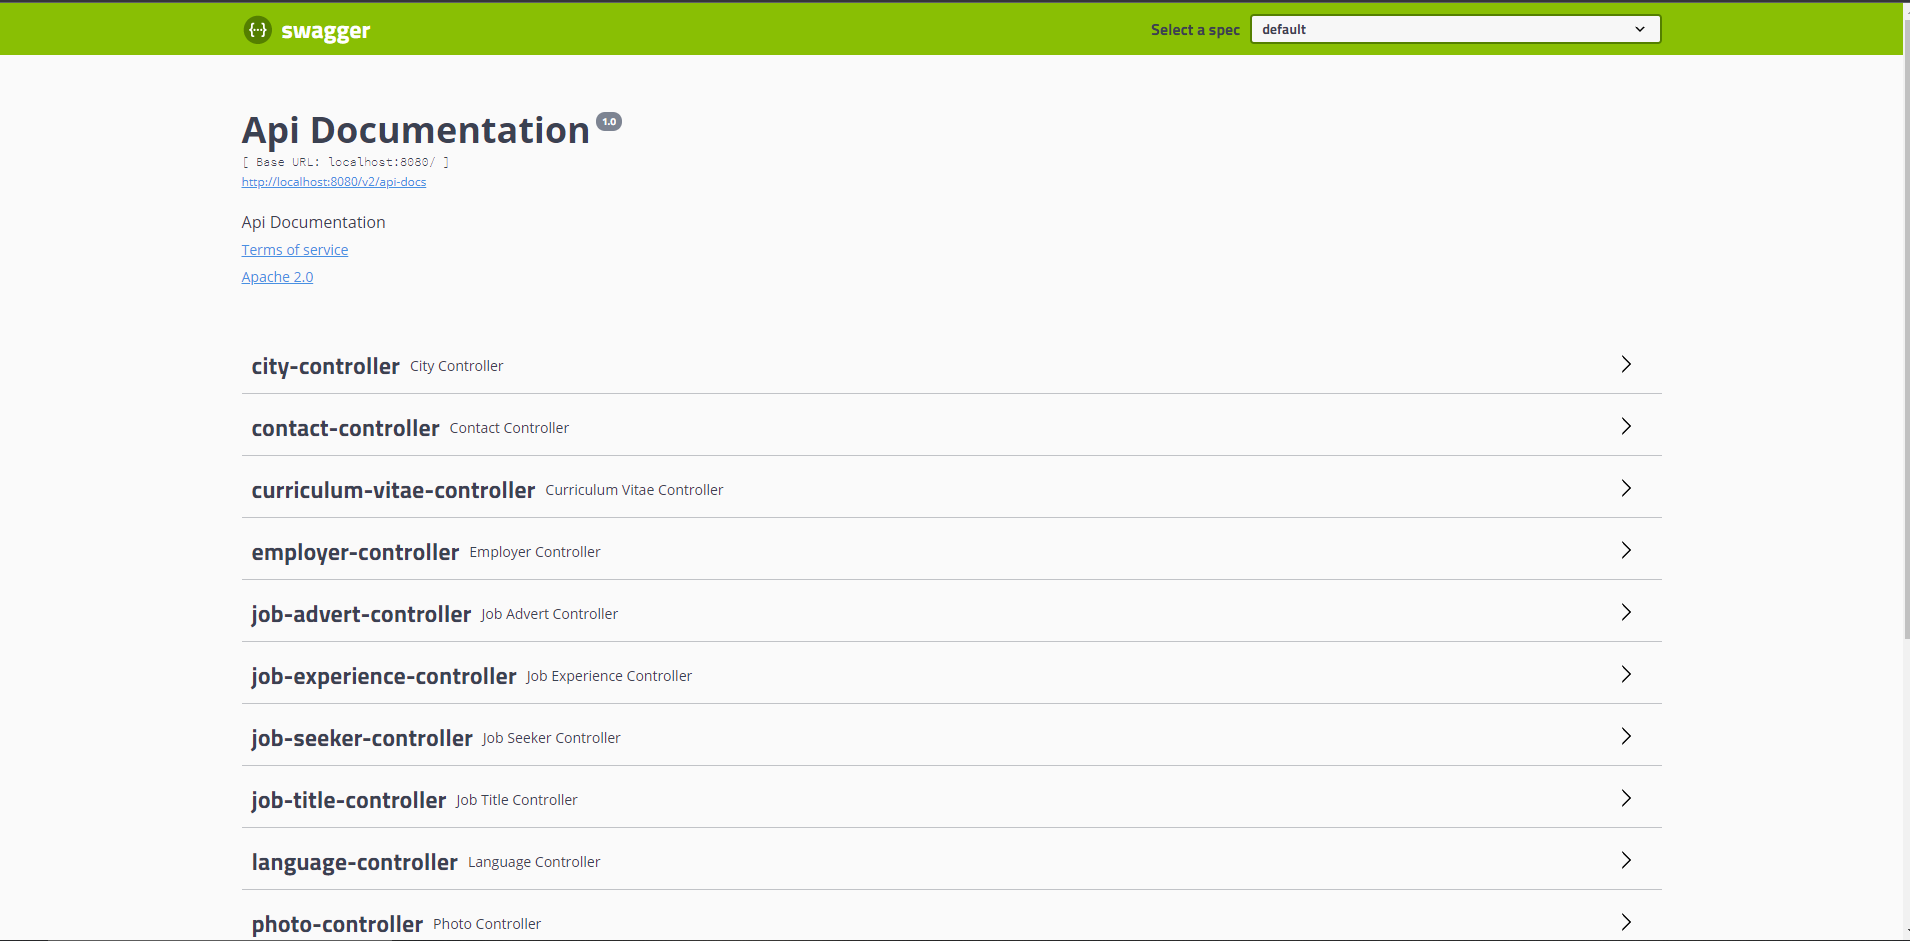 {··} swagger
Select a spec default
Api Documentation 1.0
[ Base URL: localhost:8080/ ]
http://localhost:8080/v2/api-docs
Api Documentation
Terms of service
Apache 2.0
city-controller City Controller
contact-controller Contact Controller
curriculum-vitae-controller Curriculum Vitae Controller
employer-controller Employer Controller
job-advert-controller Job Advert Controller
job-experience-controller Job Experience Controller
job-seeker-controller Job Seeker Controller
job-title-controller Job Title Controller
language-controller Language Controller
photo-controller Photo Controller